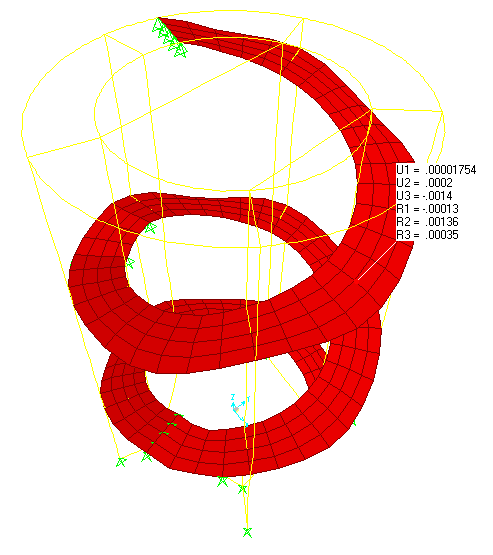 U1 = .00001754
U2 = .0002
U3 = -.0014
R1 = -.00013
R2 = .00136
R3 = .00035
Z